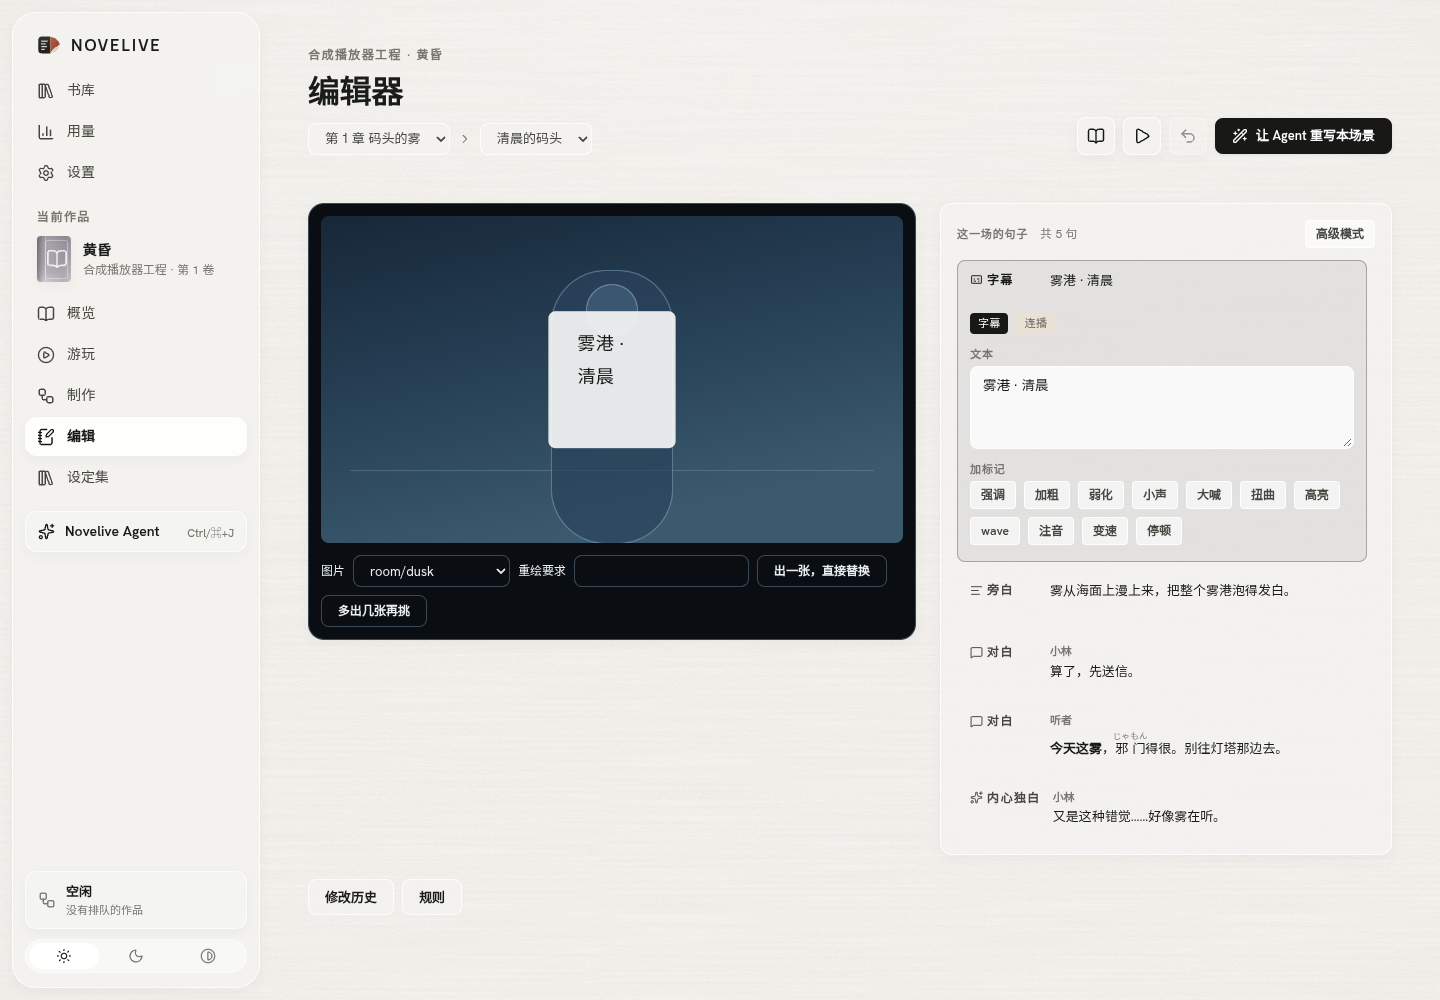 NOVELIVE
书库
用量
设置
当前作品
黄昏
合成播放器工程 · 第 1 卷
概览
游玩
制作
编辑
设定集
Novelive Agent Ctrl/⌘+J
空闲
没有排队的作品
合成播放器工程 · 黄昏
编辑器
第 1 章 码头的雾 清晨的码头
让 Agent 重写本场景
雾港 ·
清晨
图片 room/dusk 重绘要求 出一张，直接替换
多出几张再挑
修改历史 规则
这一场的句子 共 5 句 高级模式
字幕 雾港 · 清晨
字幕 连播
文本
雾港 · 清晨
加标记
强调 加粗 弱化 小声 大喊 扭曲 高亮
wave 注音 变速 停顿
旁白 雾从海面上漫上来，把整个雾港泡得发白。
对白 小林
算了，先送信。
对白 听者
じゃもん
今天这雾，邪门得很。别往灯塔那边去。
内心独白 小林
又是这种错觉……好像雾在听。